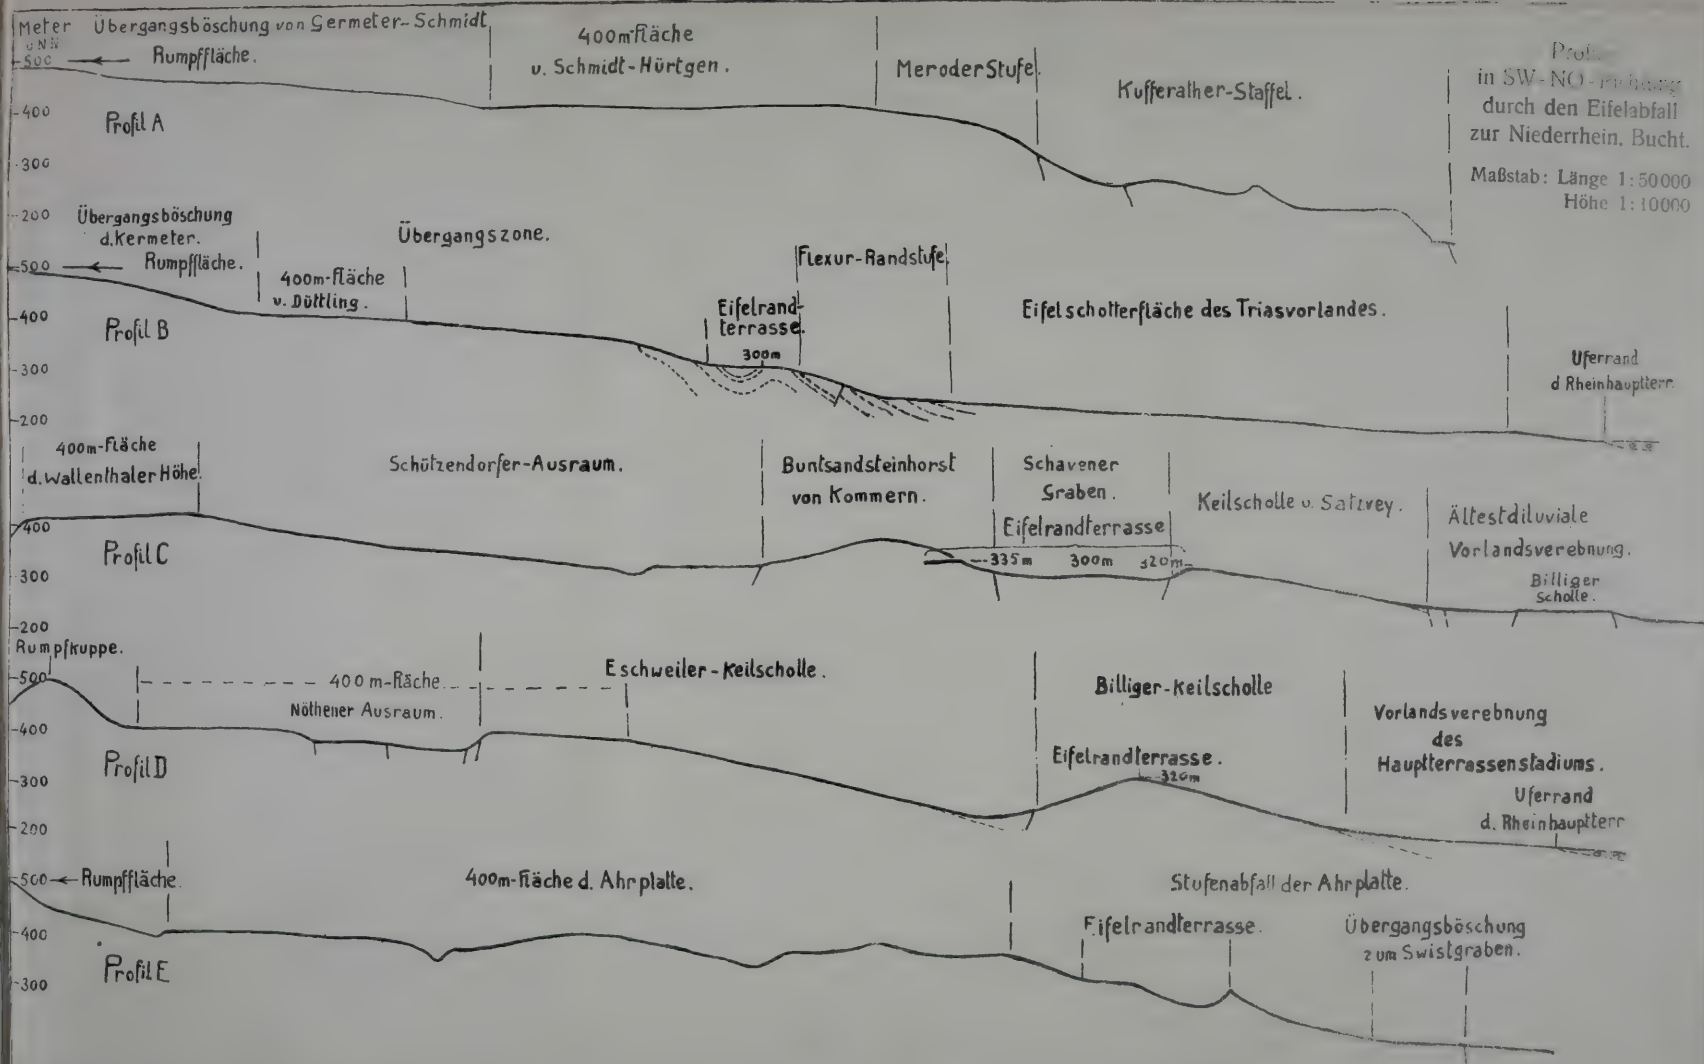 Meter
ü NN
Übergangsböschung von Germeter-Schmidt
500
Rumpffläche.
400m-Fläche
v. Schmidt-Hürtgen.
Meroder Stufe
Kufferather-Staffel.
in SW-NO-
durch den Eifelabfall
zur Niederrhein. Bucht.
Maßstab: Länge 1:50000
Höhe 1:10000
400
Profil A
300
200
Übergangsböschung
d. Kermeter.
500
Rumpffläche.
400m-Fläche
v. Düttling.
Übergangszone.
Eifelrand-
terrasse.
300m
Flexur-Randstufe
Eifelschotterfläche des Triasvorlandes.
Uferrand
d Rheinhauptterr.
400
Profil B
300
200
400m-Fläche
d. Wallenthaler Höhe
Schützendorfer-Ausraum.
Buntsandsteinhorst
von Kommern.
Schavener
Graben.
Eifelrandterrasse
335m 300m 320m
Keilscholle v. Satzvey.
Ältestdiluviale
Vorlandsverebnung.
Billiger
Scholle.
400
Profil C
300
200
Rumpfkuppe.
500
400 m-Fläche
Nöthener Ausraum.
Eschweiler-Keilscholle.
Billiger-Keilscholle
Eifelrandterrasse.
320m
Vorlandsverebnung
des
Hauptterrassenstadiums.
Uferrand
d. Rheinhauptterr
400
Profil D
300
200
500
Rumpffläche.
400m-Fläche d. Ahrplatte.
Stufenabfall der Ahrplatte.
Eifelrandterrasse.
Übergangsböschung
zum Swistgraben.
400
Profil E
300